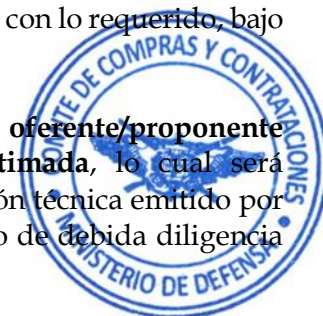 con lo requerido, bajo
oferente/proponente
timada, lo cual será
ón técnica emitido por
o de debida diligencia
DE COMPRAS Y CONTRATACIONES
MINISTERIO DE DEFENSA